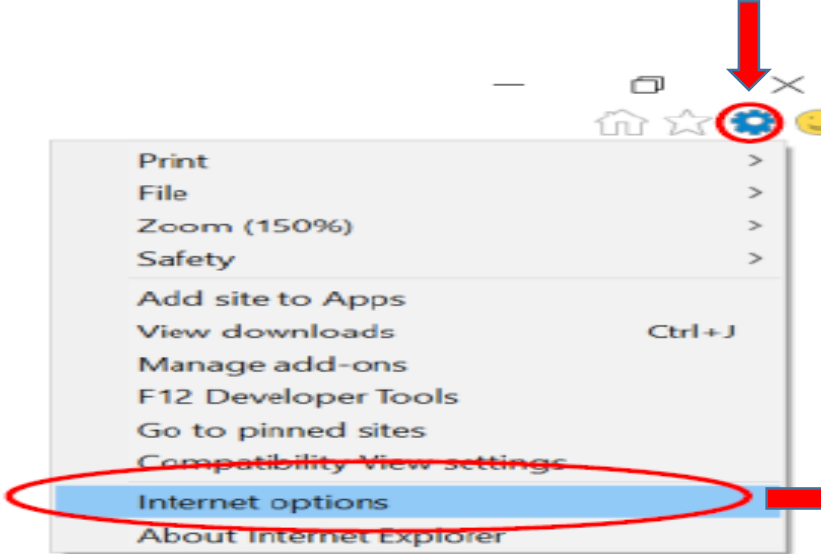 Print >
File >
Zoom (150%) >
Safety >
Add site to Apps
View downloads Ctrl+J
Manage add-ons
F12 Developer Tools
Go to pinned sites
Compatibility View settings
Internet options
About Internet Explorer